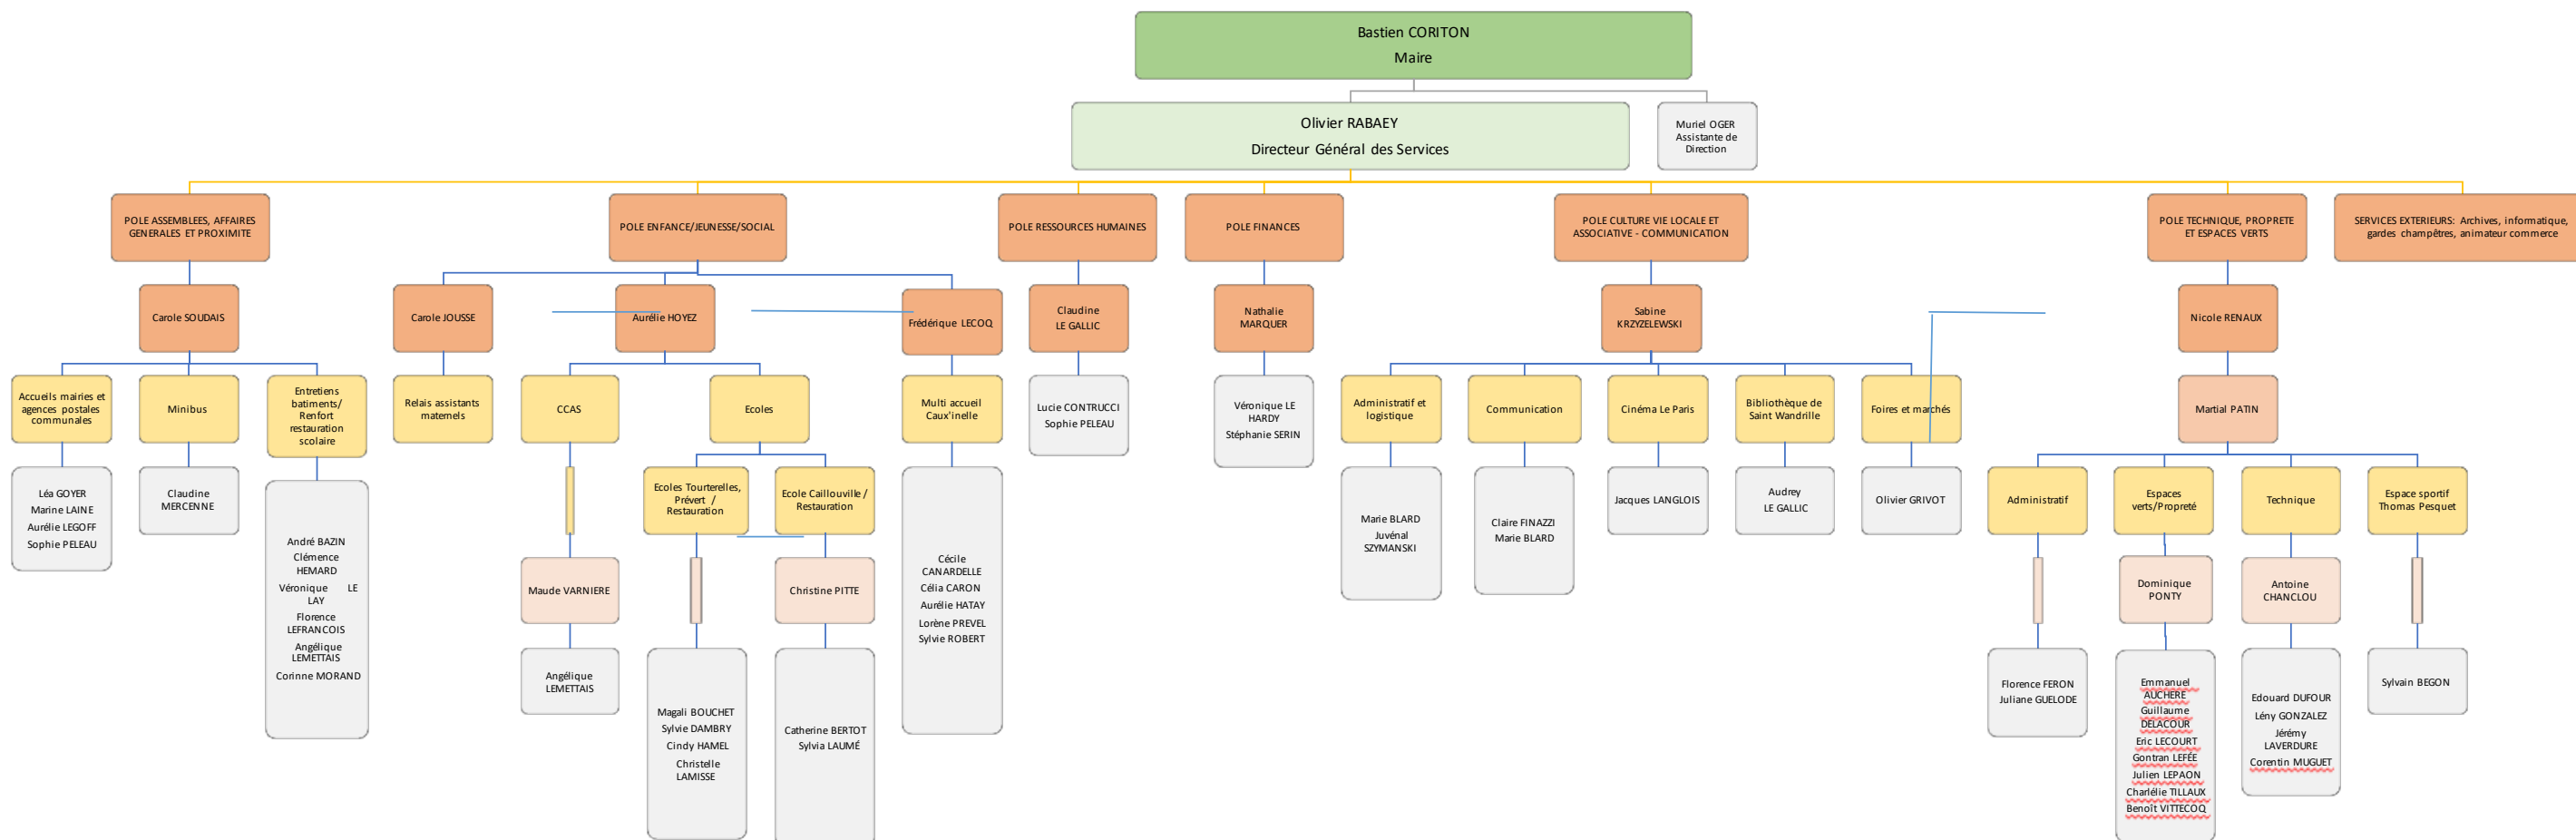 Bastien CORITON
Maire
Olivier RABAEY
Directeur Général des Services
Muriel OGER
Assistante de
Direction
POLE ASSEMBLEES, AFFAIRES
GENERALES ET PROXIMITE
POLE ENFANCE/JEUNESSE/SOCIAL
POLE RESSOURCES HUMAINES
POLE FINANCES
POLE CULTURE VIE LOCALE ET
ASSOCIATIVE - COMMUNICATION
POLE TECHNIQUE, PROPRETE
ET ESPACES VERTS
SERVICES EXTERIEURS: Archives, informatique,
gardes champêtres, animateur commerce
Carole SOUDAIS
Carole JOUSSE
Aurélie HOYEZ
Frédérique LECOQ
Claudine
LE GALLIC
Nathalie
MARQUER
Sabine
KRZYZELEWSKI
Nicole RENAUX
Accueils mairies et
agences postales
communales
Minibus
Entretiens
batiments/
Renfort
restauration
scolaire
Relais assistants
maternels
CCAS
Ecoles
Multi accueil
Caux'inelle
Lucie CONTRUCCI
Sophie PELEAU
Véronique LE
HARDY
Stéphanie SERIN
Administratif et
logistique
Communication
Cinéma Le Paris
Bibliothèque de
Saint Wandrille
Foires et marchés
Martial PATIN
Léa GOYER
Marine LAINE
Aurélie LEGOFF
Sophie PELEAU
Claudine
MERCENNE
André BAZIN
Clémence
HEMARD
Véronique LE
LAY
Florence
LEFRANCOIS
Angélique
LEMETTAIS
Corinne MORAND
Ecoles Tourterelles,
Prévert /
Restauration
Ecole Caillouville /
Restauration
Cécile
CANARDELLE
Célia CARON
Aurélie HATAY
Lorène PREVEL
Sylvie ROBERT
Marie BLARD
Juvénal
SZYMANSKI
Claire FINAZZI
Marie BLARD
Jacques LANGLOIS
Audrey
LE GALLIC
Olivier GRIVOT
Administratif
Espaces
verts/Propreté
Technique
Espace sportif
Thomas Pesquet
Maude VARNIERE
Christine PITTE
Dominique
PONTY
Antoine
CHANCLOU
Angélique
LEMETTAIS
Magali BOUCHET
Sylvie DAMBRY
Cindy HAMEL
Christelle
LAMISSE
Catherine BERTOT
Sylvia LAUMÉ
Florence FERON
Juliane GUELODE
Emmanuel
AUCHERE
Guillaume
DELACOUR
Eric LECOURT
Gontran LEFÉE
Julien LEPAON
Charlélie TILLAUX
Benoît VITTECOQ
Edouard DUFOUR
Lény GONZALEZ
Jérémy
LAVERDURE
Corentin MUGUET
Sylvain BEGON